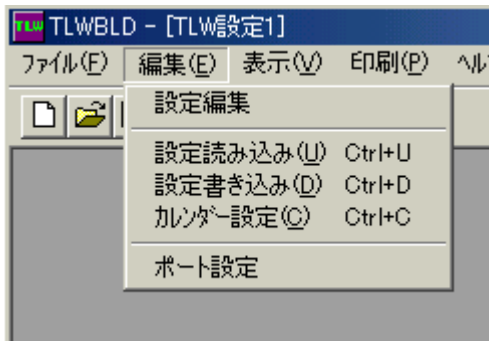 TLW TLWBLD - [TLW設定1]
ファイル(F) 編集(E) 表示(V) 印刷(P)
設定編集
設定読み込み(U) Ctrl+U
設定書き込み(D) Ctrl+D
カレンダー設定(C) Ctrl+C
ポート設定